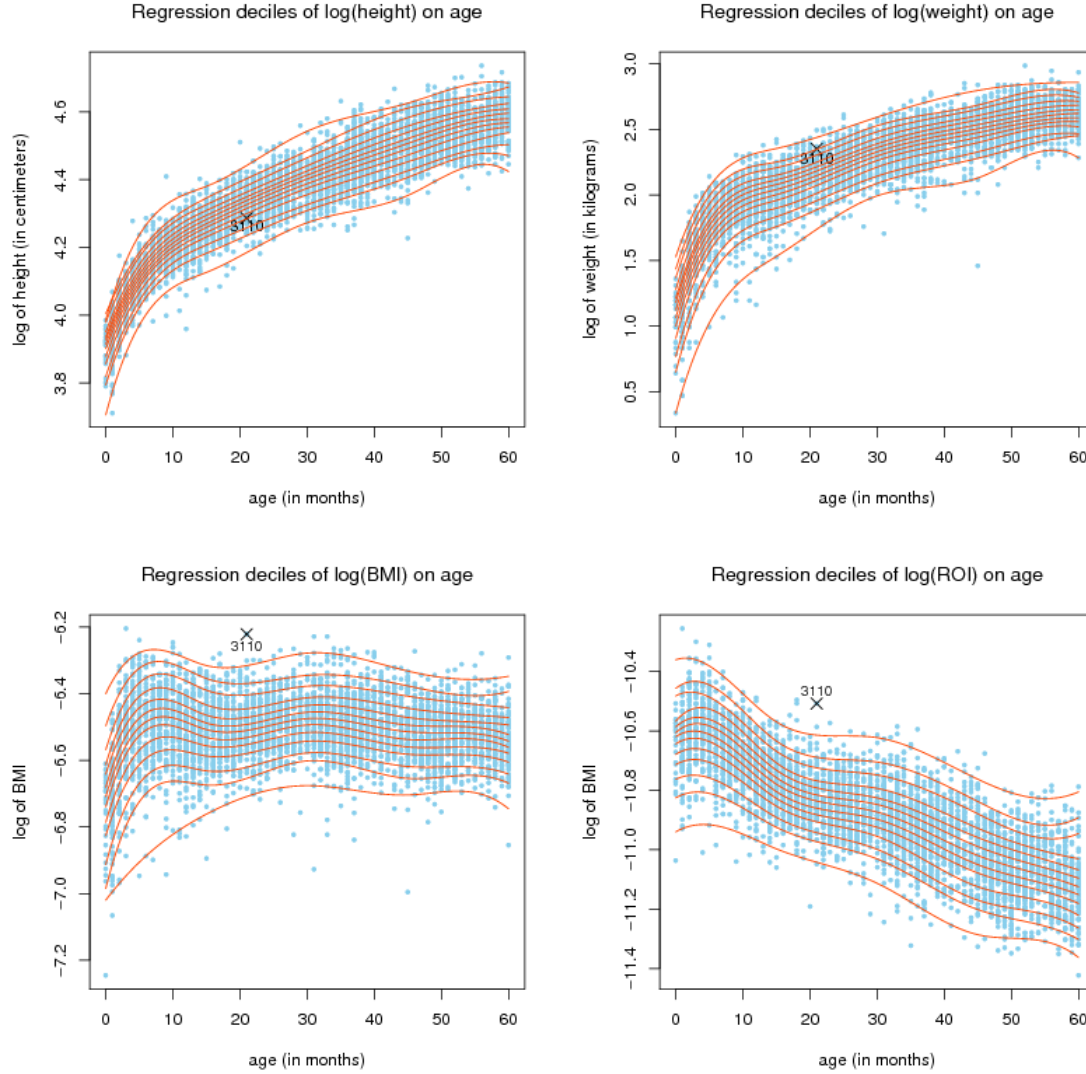 Regression deciles of log(height) on age
log of height (in centimeters)
4.6
4.4
4.2
4.0
3.8
3110
0 10 20 30 40 50 60
age (in months)
Regression deciles of log(weight) on age
log of weight (in kilograms)
3.0
2.5
2.0
1.5
1.0
0.5
3110
0 10 20 30 40 50 60
age (in months)
Regression deciles of log(BMI) on age
log of BMI
−6.2
−6.4
−6.6
−6.8
−7.0
−7.2
3110
0 10 20 30 40 50 60
age (in months)
Regression deciles of log(ROI) on age
log of BMI
−10.4
−10.6
−10.8
−11.0
−11.2
−11.4
3110
0 10 20 30 40 50 60
age (in months)